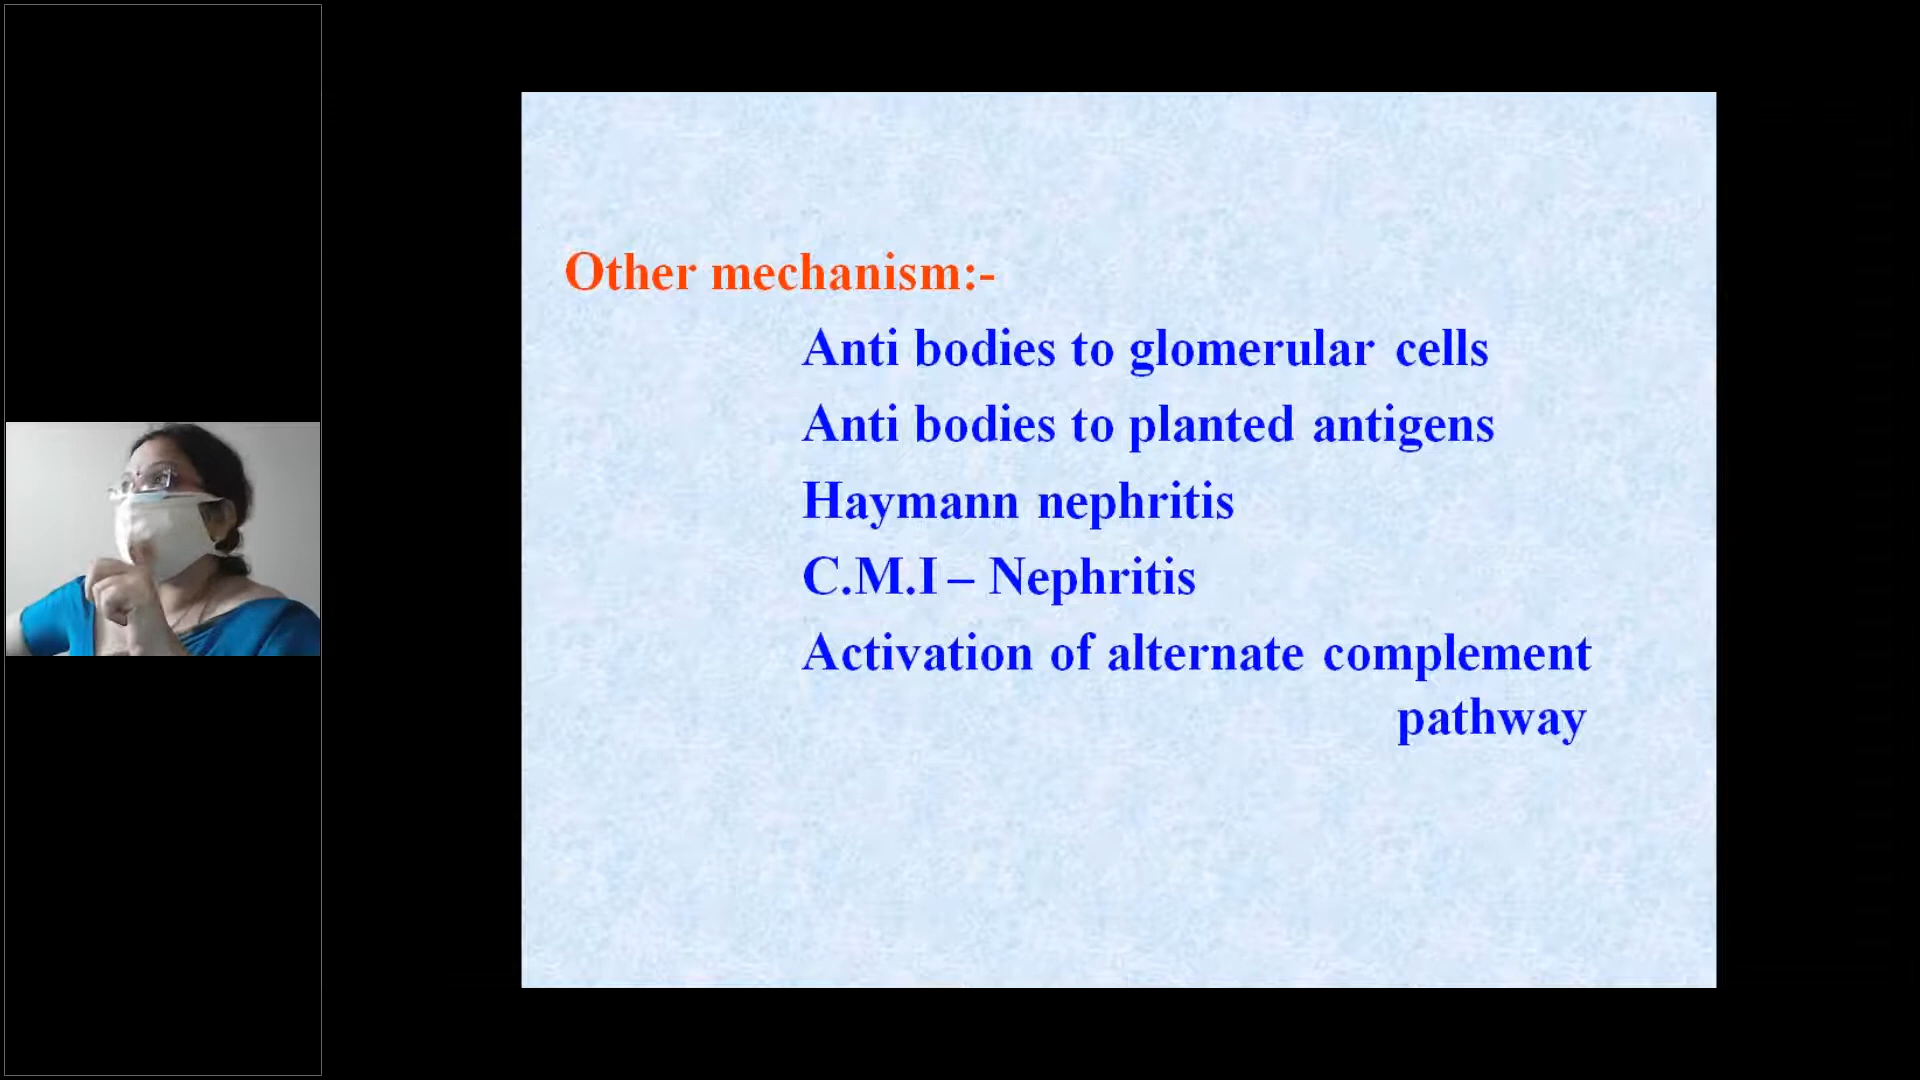 Other mechanism:-
Anti bodies to glomerular cells
Anti bodies to planted antigens
Haymann nephritis
C.M.I – Nephritis
Activation of alternate complement
pathway